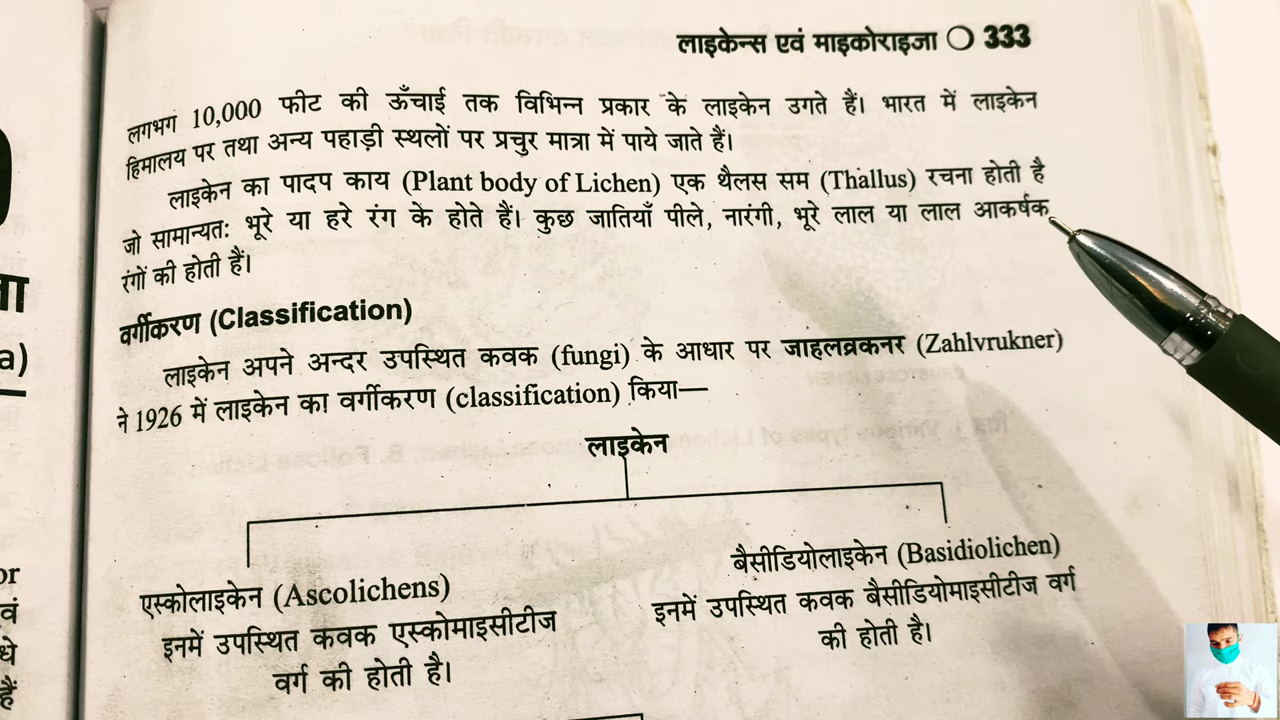 लाइकेन्स एवं माइकोराइजा ❍ 333
लगभग 10,000 फीट की ऊँचाई तक विभिन्न प्रकार के लाइकेन उगते हैं। भारत में लाइकेन
हिमालय पर तथा अन्य पहाड़ी स्थलों पर प्रचुर मात्रा में पाये जाते हैं।
लाइकेन का पादप काय (Plant body of Lichen) एक थैलस सम (Thallus) रचना होती है
जो सामान्यतः भूरे या हरे रंग के होते हैं। कुछ जातियाँ पीले, नारंगी, भूरे लाल या लाल आकर्षक
रंगों की होती हैं।
वर्गीकरण (Classification)
लाइकेन अपने अन्दर उपस्थित कवक (fungi) के आधार पर जाहलव्रकनर (Zahlvrukner)
ने 1926 में लाइकेन का वर्गीकरण (classification) किया—
लाइकेन
एस्कोलाइकेन (Ascolichens)
इनमें उपस्थित कवक एस्कोमाइसीटीज
वर्ग की होती है।
बैसीडियोलाइकेन (Basidiolichen)
इनमें उपस्थित कवक बैसीडियोमाइसीटीज वर्ग
की होती है।
ा
a)
or
वं
धे
हैं